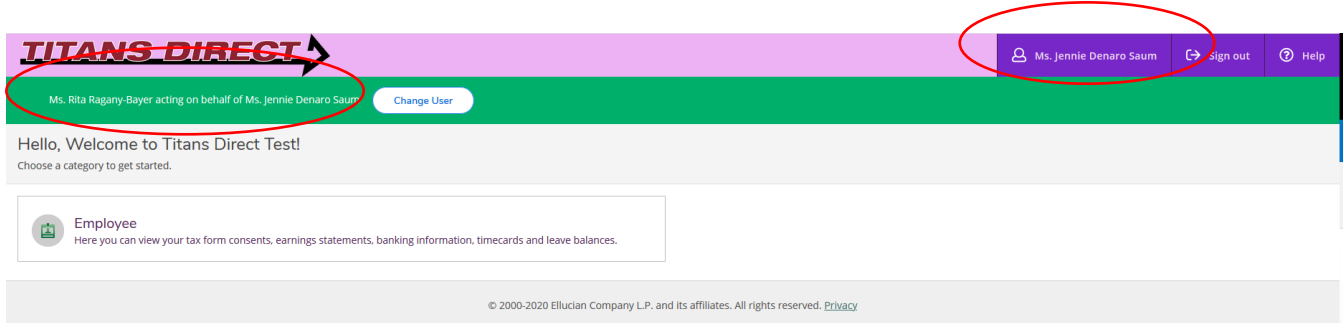 TITANS DIRECT
Ms. Jennie Denaro Saum
Sign out
Help
Ms. Rita Ragany-Bayer acting on behalf of Ms. Jennie Denaro Saum
Change User
Hello, Welcome to Titans Direct Test!
Choose a category to get started.
Employee
Here you can view your tax form consents, earnings statements, banking information, timecards and leave balances.
© 2000-2020 Ellucian Company L.P. and its affiliates. All rights reserved. Privacy